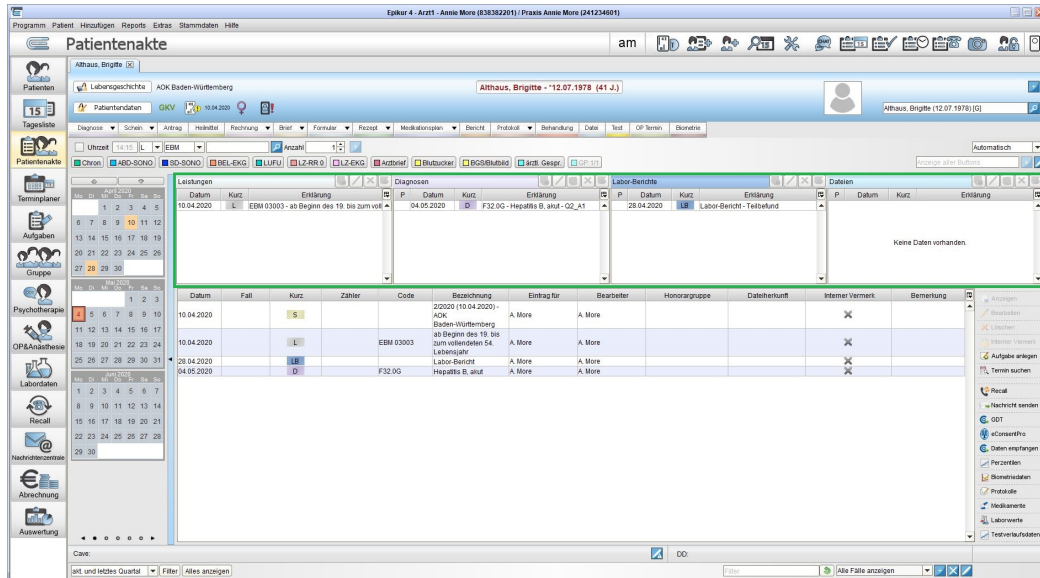 Epikur 4 - Arzt1 - Annie More (838382201) / Praxis Annie More (241234601)
Programm Patient Hinzufügen Reports Extras Stammdaten Hilfe
Patientenakte
am
Patienten
Tagesliste
Patientenakte
Terminplaner
Aufgaben
Gruppe
Psychotherapie
OP&Anästhesie
Labordaten
Recall
Nachrichtenzentrale
Abrechnung
Auswertung
Althaus, Brigitte
Lebensgeschichte AOK Baden-Württemberg
Althaus, Brigitte - *12.07.1978 (41 J.)
Patientendaten GKV 10.04.2020
Althaus, Brigitte (12.07.1978) [G]
Diagnose Schein Antrag Heilmittel Rechnung Brief Formular Rezept Medikationsplan Bericht Protokoll Behandlung Datei Test OP Termin Biometrie
Uhrzeit 14:15 L EBM Anzahl 1 Automatisch
Chron ABD-SONO SD-SONO BEL-EKG LUFU LZ-RR 0 LZ-EKG Arztbrief Blutzucker BGS/Blutbild ärztl. Gespr. GP 1/1 Anzeige aller Buttons
April 2020
Mo Di Mi Do Fr Sa So
1 2 3 4 5
6 7 8 9 10 11 12
13 14 15 16 17 18 19
20 21 22 23 24 25 26
27 28 29 30
Mai 2020
Mo Di Mi Do Fr Sa So
1 2 3
4 5 6 7 8 9 10
11 12 13 14 15 16 17
18 19 20 21 22 23 24
25 26 27 28 29 30 31
Juni 2020
Mo Di Mi Do Fr Sa So
1 2 3 4 5 6 7
8 9 10 11 12 13 14
15 16 17 18 19 20 21
22 23 24 25 26 27 28
29 30
Leistungen
Datum Kurz Erklärung
10.04.2020 L EBM 03003 - ab Beginn des 19. bis zum voll
Diagnosen
P Datum Kurz Erklärung
04.05.2020 D F32.0G - Hepatitis B, akut - Q2_A1
Labor-Berichte
P Datum Kurz Erklärung
28.04.2020 LB Labor-Bericht - Teilbefund
Dateien
P Datum Kurz Erklärung
Keine Daten vorhanden.
Datum Fall Kurz Zähler Code Bezeichnung Eintrag für Bearbeiter Honorargruppe Dateiherkunft Interner Vermerk Bemerkung
10.04.2020 S 2/2020 (10.04.2020) - A. More A. More
AOK
Baden-Württemberg
10.04.2020 L EBM 03003 ab Beginn des 19. bis A. More A. More
zum vollendeten 54.
Lebensjahr
28.04.2020 LB Labor-Bericht A. More A. More
04.05.2020 D F32.0G Hepatitis B, akut A. More A. More
Anzeigen
Bearbeiten
Löschen
Interner Vermerk
Aufgabe anlegen
Termin suchen
Recall
Nachricht senden
GDT
eConsentPro
Daten empfangen
Perzentilen
Biometriedaten
Protokolle
Medikamente
Laborwerte
Testverlaufsdaten
Cave: DD:
akt. und letztes Quartal Filter Alles anzeigen Filter Alle Fälle anzeigen